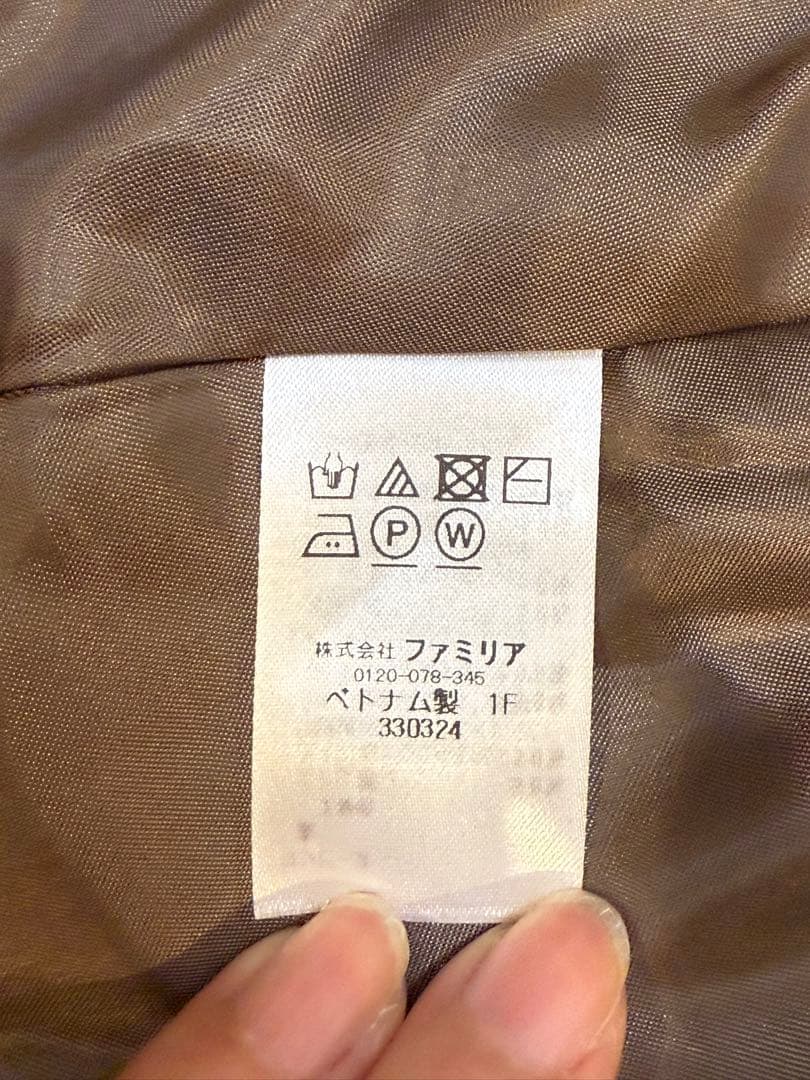 P W
株式会社 ファミリア
0120-078-345
ベトナム製 1F
330324